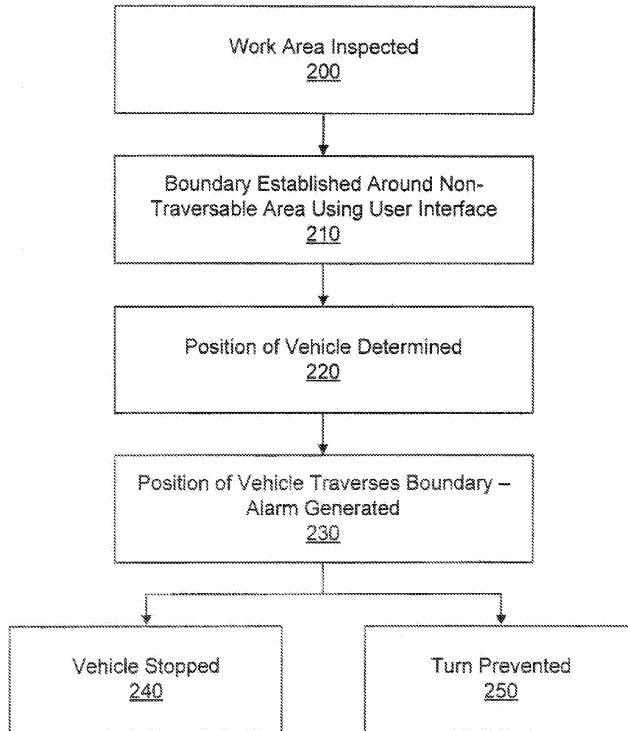 Work Area Inspected
200
Boundary Established Around Non-
Traversable Area Using User Interface
210
Position of Vehicle Determined
220
Position of Vehicle Traverses Boundary –
Alarm Generated
230
Vehicle Stopped
240
Turn Prevented
250